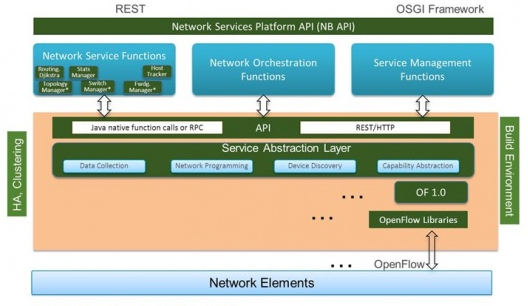 REST
OSGI Framework
Network Services Platform API (NB API)
Network Service Functions
Routing, Djikstra
Stats Manager
Host Tracker
Topology Manager*
Switch Manager*
Fwdg. Manager*
Network Orchestration
Functions
Service Management
Functions
HA, Clustering
Java native function calls or RPC
API
REST/HTTP
Service Abstraction Layer
Data Collection
Network Programming
Device Discovery
Capability Abstraction
Build Environment
• • •
OF 1.0
• • •
OpenFlow Libraries
• • •
OpenFlow
Network Elements